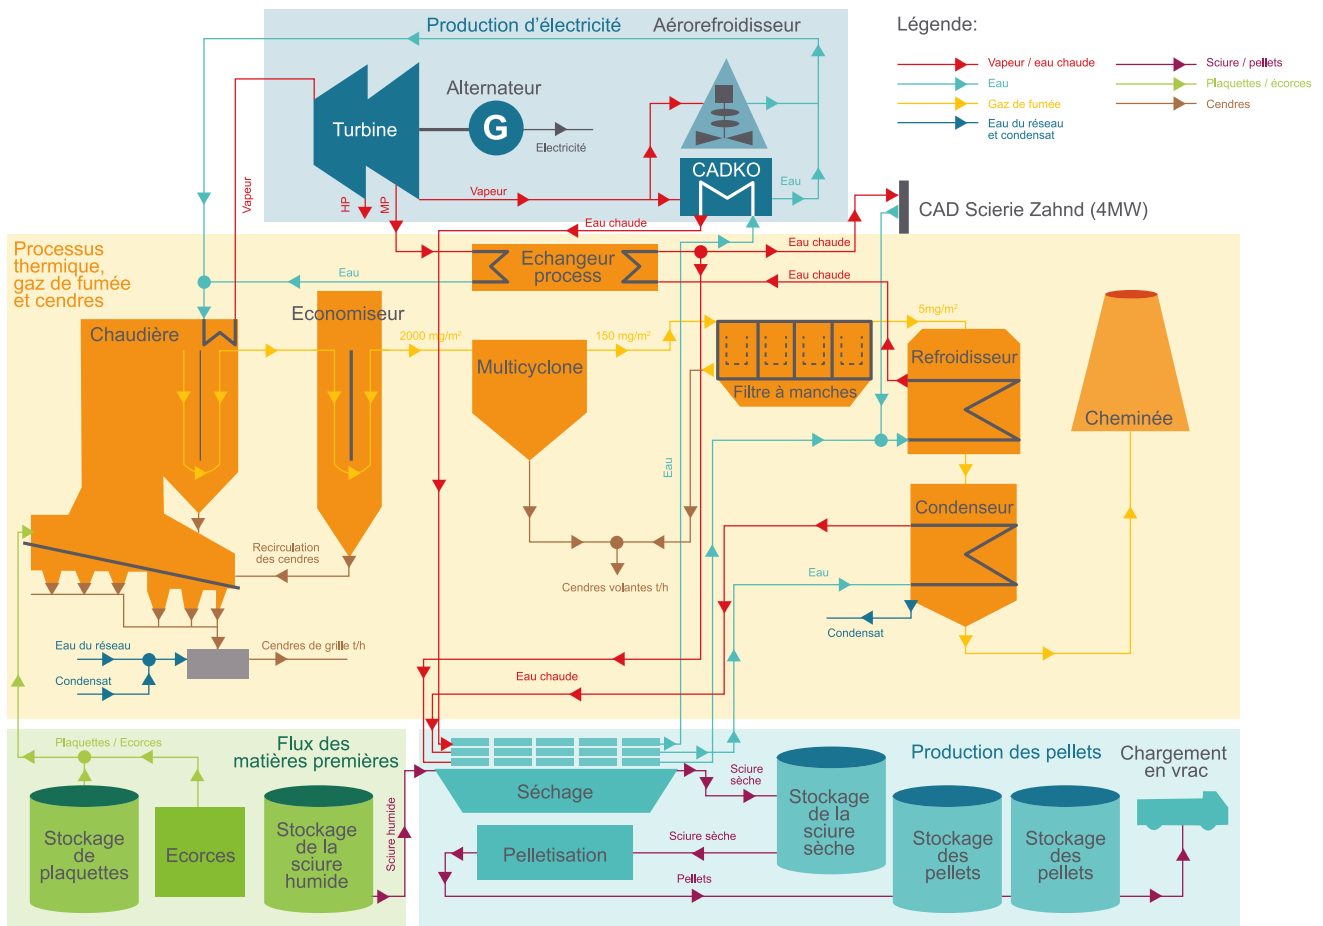 Production d'électricité
Aérorefroidisseur
Légende:
Vapeur / eau chaude
Sciure / pellets
Eau
Plaquettes / écorces
Gaz de fumée
Cendres
Eau du réseau
et condensat
Alternateur
Turbine
G
Electricité
CADKO
Vapeur
HP
MP
Vapeur
Eau
Eau chaude
Eau chaude
CAD Scierie Zahnd (4MW)
Processus
thermique,
gaz de fumée
et cendres
Echangeur
process
Eau
Eau chaude
Economiseur
Chaudière
2000 mg/m²
150 mg/m²
5mg/m²
Multicyclone
Filtre à manches
Refroidisseur
Cheminée
Eau
Condenseur
Recirculation
des cendres
Cendres volantes t/h
Eau
Condensat
Eau du réseau
Cendres de grille t/h
Condensat
Eau chaude
Plaquettes / Ecorces
Flux des
matières premières
Production des pellets
Chargement
en vrac
Séchage
Sciure
sèche
Stockage
de la
sciure
sèche
Stockage
de
plaquettes
Ecorces
Stockage
de la
sciure
humide
Sciure humide
Pelletisation
Sciure sèche
Pellets
Stockage
des
pellets
Stockage
des
pellets